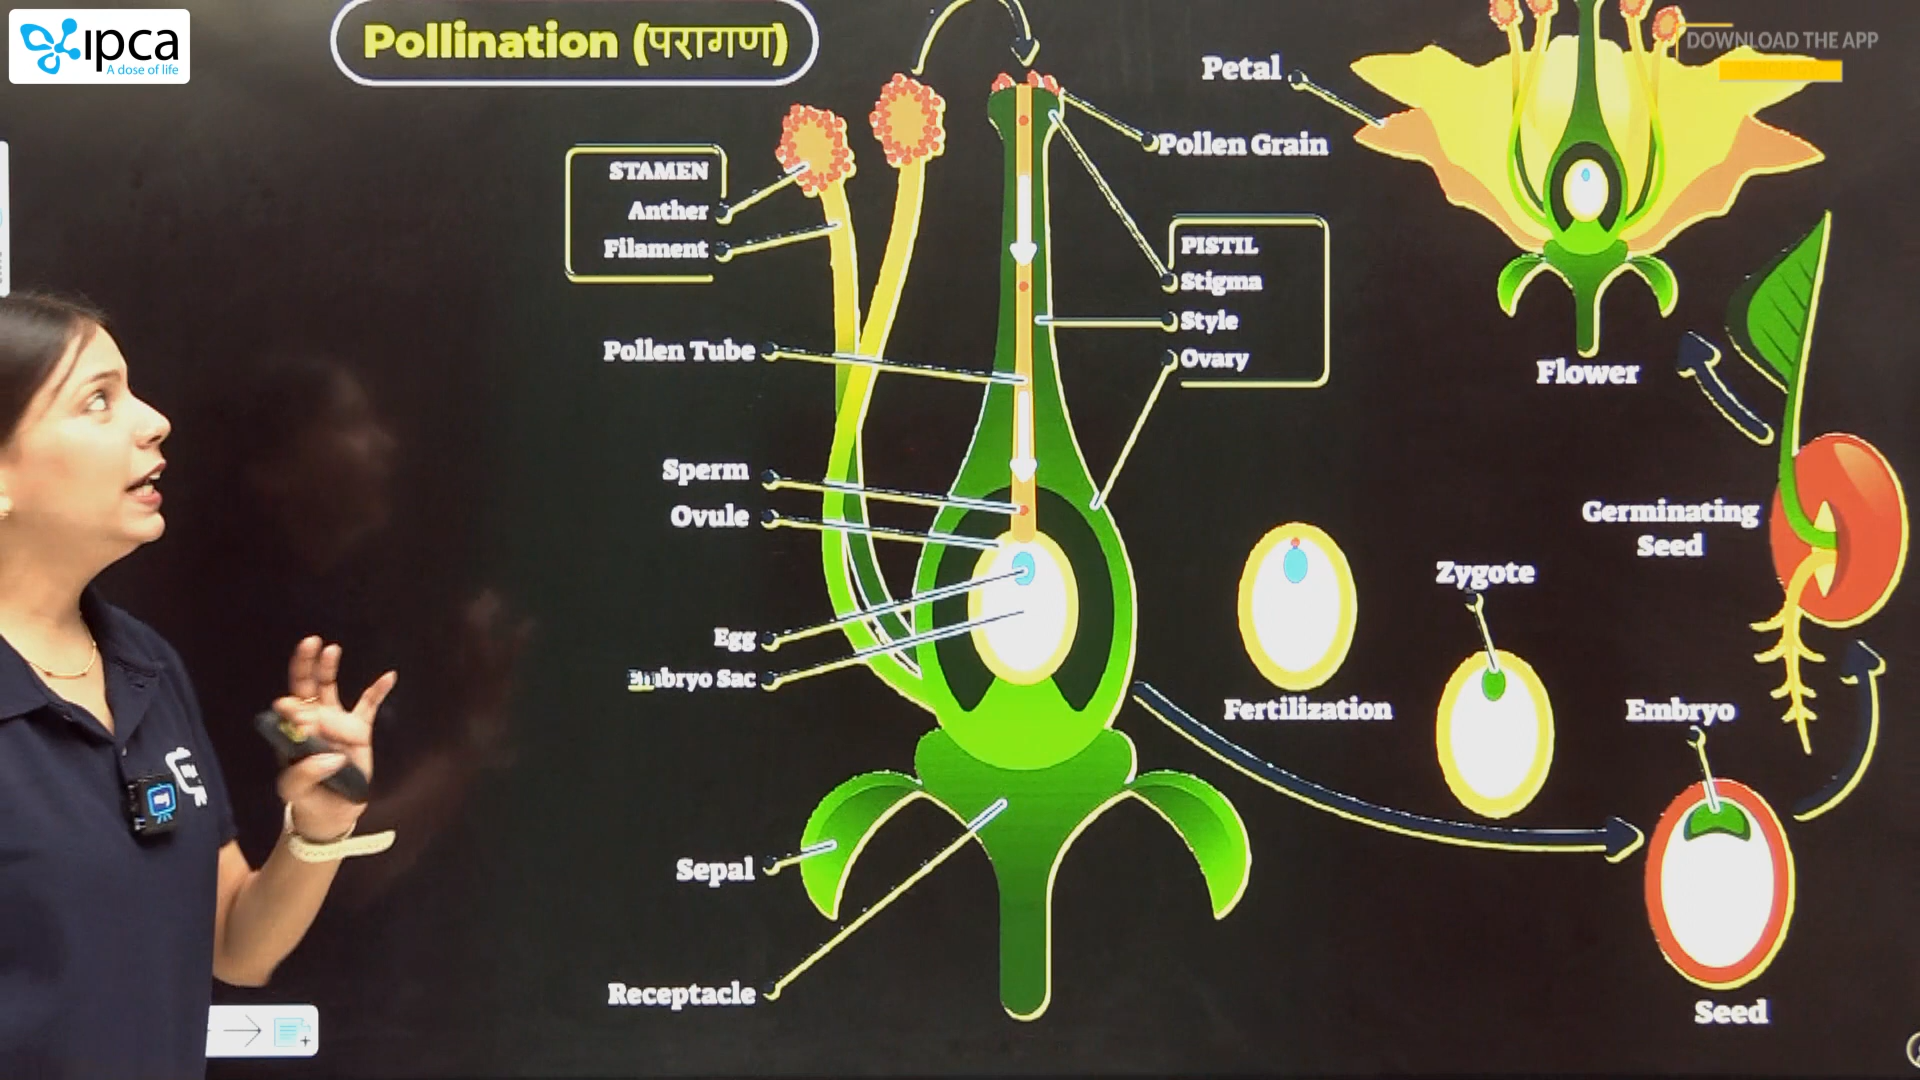 ipca
A dose of life
Pollination (परागण)
DOWNLOAD THE APP
Petal
Pollen Grain
STAMEN
Anther
Filament
PISTIL
Stigma
Style
Ovary
Pollen Tube
Flower
Sperm
Ovule
Germinating
Seed
Zygote
Egg
Embryo Sac
Fertilization
Embryo
Sepal
Receptacle
Seed